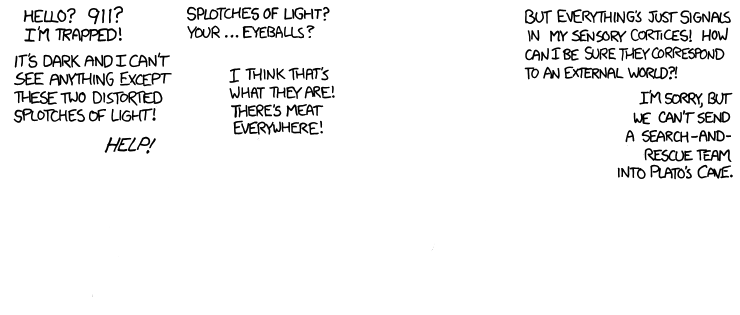 HELLO? 911?
I'M TRAPPED!
IT'S DARK AND I CAN'T
SEE ANYTHING EXCEPT
THESE TWO DISTORTED
SPLOTCHES OF LIGHT!
HELP!
SPLOTCHES OF LIGHT?
YOUR ... EYEBALLS?
I THINK THAT'S
WHAT THEY ARE!
THERE'S MEAT
EVERYWHERE!
BUT EVERYTHING'S JUST SIGNALS
IN MY SENSORY CORTICES! HOW
CAN I BE SURE THEY CORRESPOND
TO AN EXTERNAL WORLD?!
I'M SORRY, BUT
WE CAN'T SEND
A SEARCH-AND-
RESCUE TEAM
INTO PLATO'S CAVE.